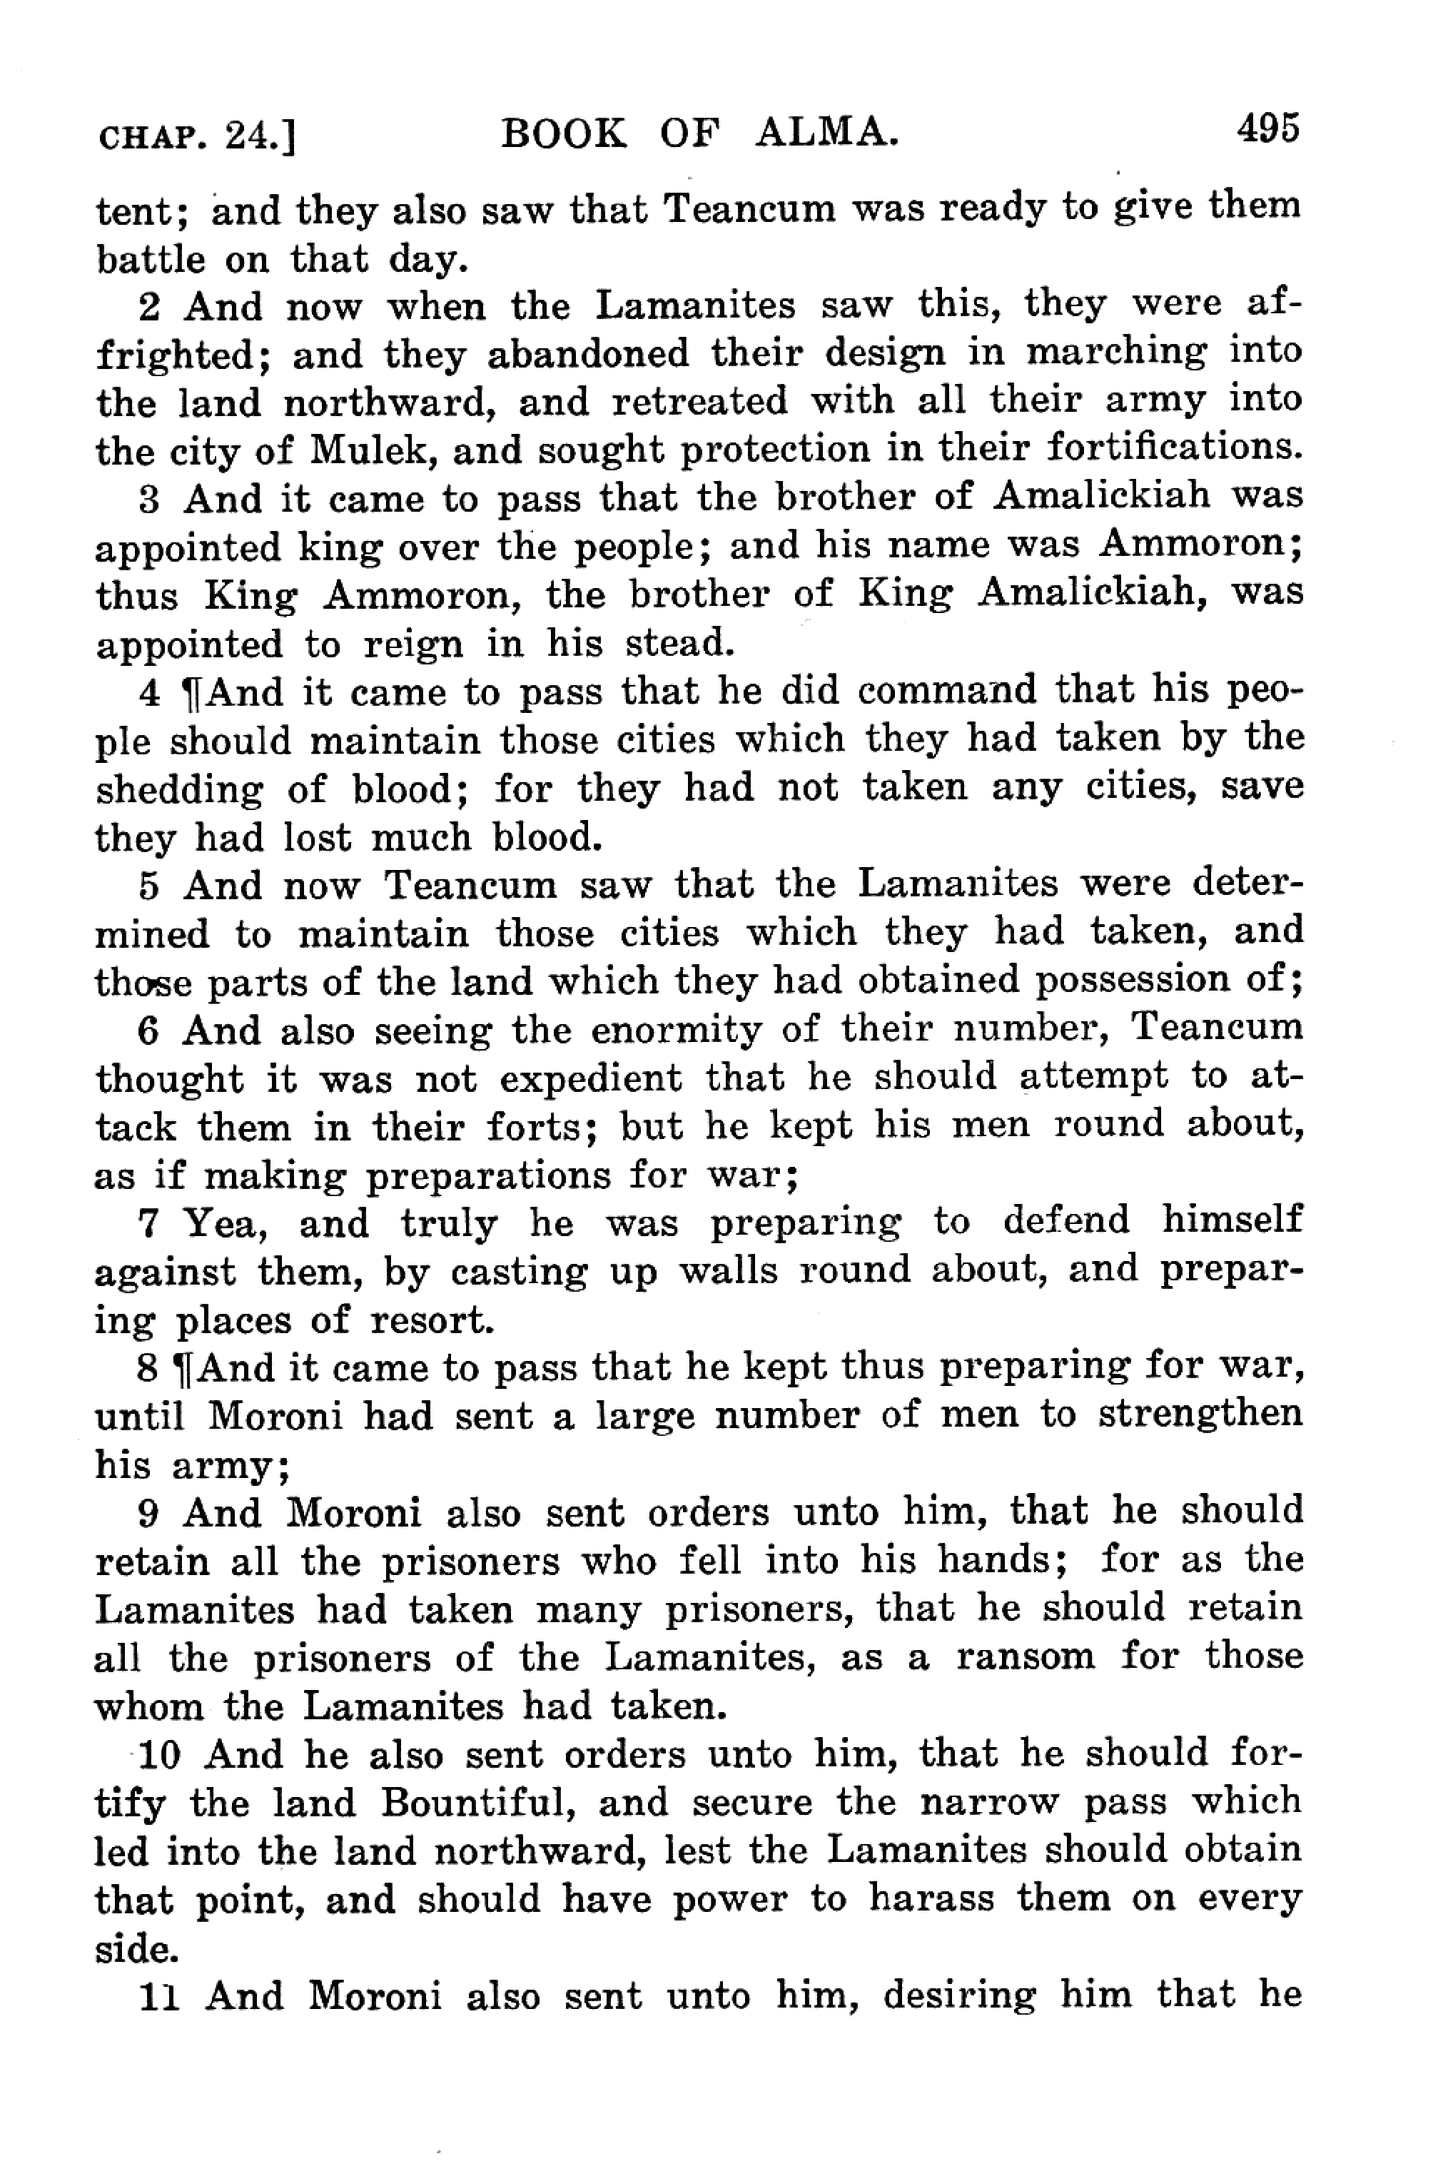 CHAP. 24.] BOOK OF ALMA. 495
tent; and they also saw that Teancum was ready to give them
battle on that day.
2 And now when the Lamanites saw this, they were af-
frighted; and they abandoned their design in marching into
the land northward, and retreated with all their army into
the city of Mulek, and sought protection in their fortifications.
3 And it came to pass that the brother of Amalickiah was
appointed king over the people; and his name was Ammoron;
thus King Ammoron, the brother of King Amalickiah, was
appointed to reign in his stead.
4 ¶And it came to pass that he did command that his peo-
ple should maintain those cities which they had taken by the
shedding of blood; for they had not taken any cities, save
they had lost much blood.
5 And now Teancum saw that the Lamanites were deter-
mined to maintain those cities which they had taken, and
those parts of the land which they had obtained possession of;
6 And also seeing the enormity of their number, Teancum
thought it was not expedient that he should attempt to at-
tack them in their forts; but he kept his men round about,
as if making preparations for war;
7 Yea, and truly he was preparing to defend himself
against them, by casting up walls round about, and prepar-
ing places of resort.
8 ¶And it came to pass that he kept thus preparing for war,
until Moroni had sent a large number of men to strengthen
his army;
9 And Moroni also sent orders unto him, that he should
retain all the prisoners who fell into his hands; for as the
Lamanites had taken many prisoners, that he should retain
all the prisoners of the Lamanites, as a ransom for those
whom the Lamanites had taken.
10 And he also sent orders unto him, that he should for-
tify the land Bountiful, and secure the narrow pass which
led into the land northward, lest the Lamanites should obtain
that point, and should have power to harass them on every
side.
11 And Moroni also sent unto him, desiring him that he